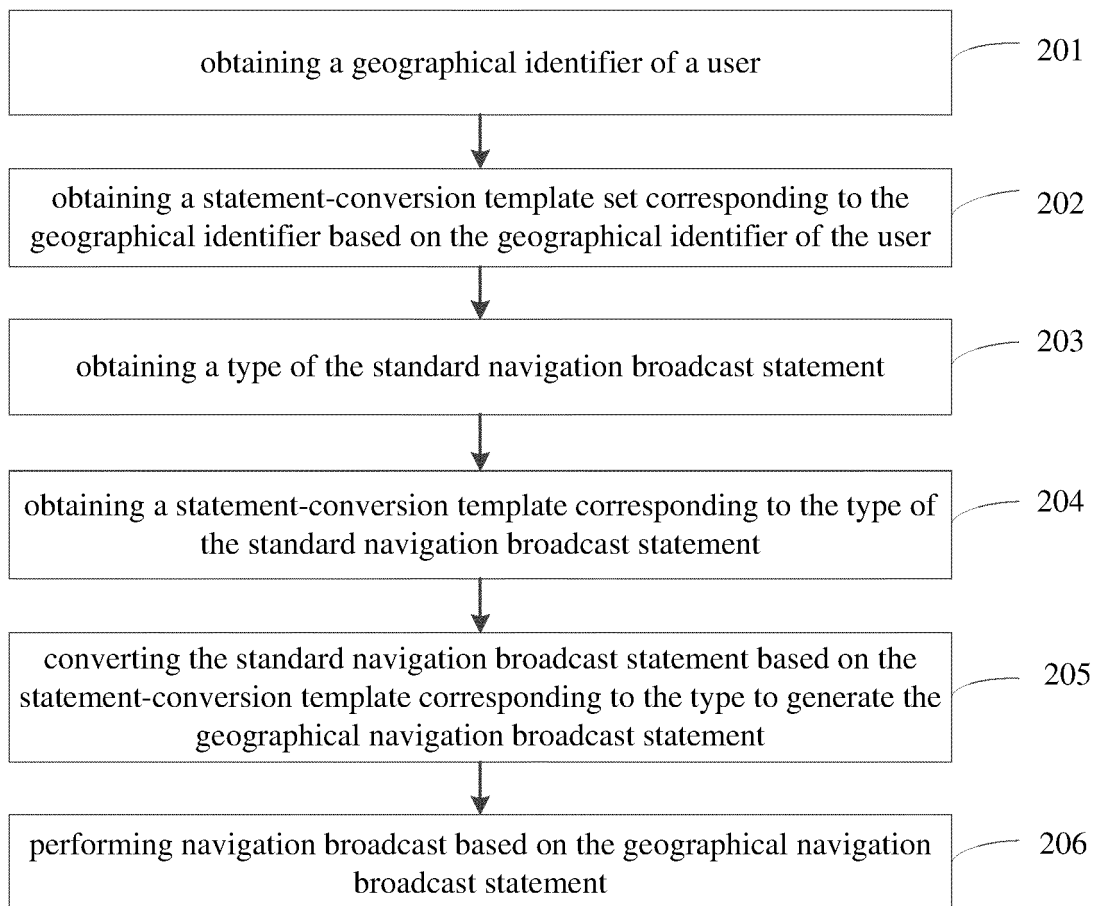 obtaining a geographical identifier of a user
201
obtaining a statement-conversion template set corresponding to the
geographical identifier based on the geographical identifier of the user
202
obtaining a type of the standard navigation broadcast statement
203
obtaining a statement-conversion template corresponding to the type of
the standard navigation broadcast statement
204
converting the standard navigation broadcast statement based on the
statement-conversion template corresponding to the type to generate the
geographical navigation broadcast statement
205
performing navigation broadcast based on the geographical navigation
broadcast statement
206